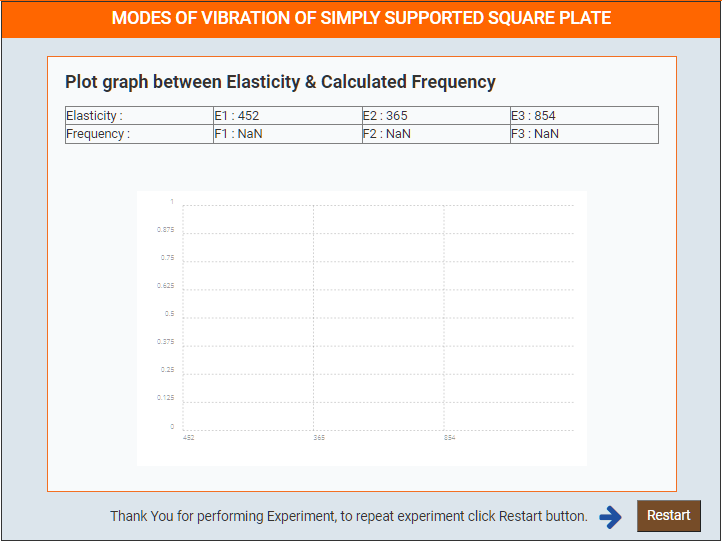 MODES OF VIBRATION OF SIMPLY SUPPORTED SQUARE PLATE
Plot graph between Elasticity & Calculated Frequency
Elasticity : E1 : 452 E2 : 365 E3 : 854
Frequency : F1 : NaN F2 : NaN F3 : NaN
1
0.875
0.75
0.625
0.5
0.375
0.25
0.125
0
452 365 854
Thank You for performing Experiment, to repeat experiment click Restart button.
Restart